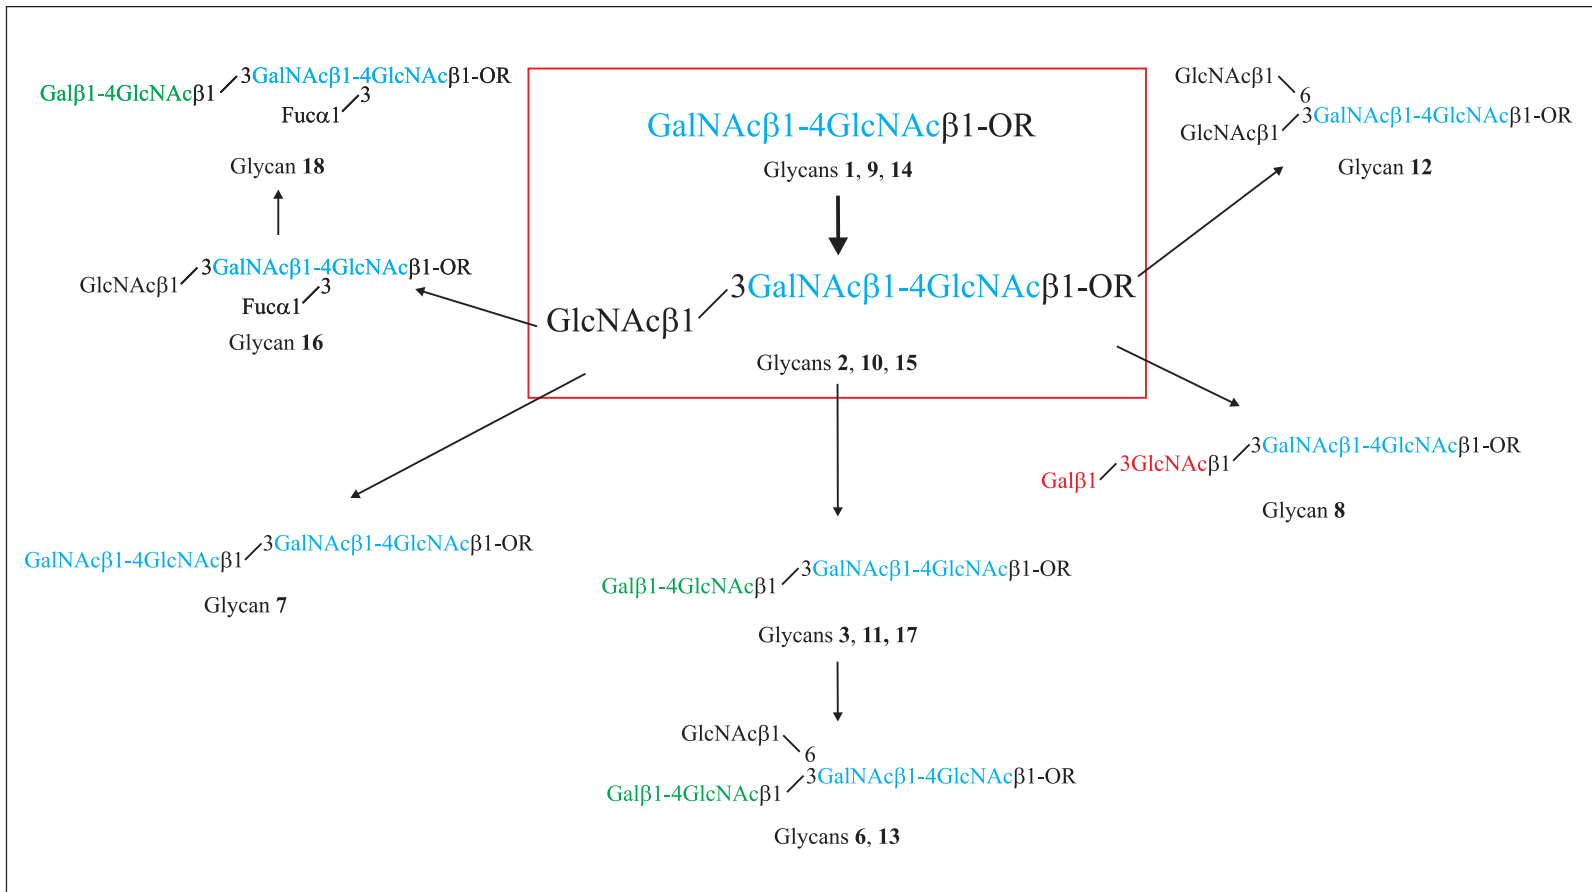 3GalNAcβ1-4GlcNAcβ1-OR
Galβ1-4GlcNAcβ1
3
Fucα1
Glycan 18
GalNAcβ1-4GlcNAcβ1-OR
Glycans 1, 9, 14
GlcNAcβ1
6
GlcNAcβ1
3GalNAcβ1-4GlcNAcβ1-OR
Glycan 12
3GalNAcβ1-4GlcNAcβ1-OR
GlcNAcβ1
3
Fucα1
Glycan 16
3GalNAcβ1-4GlcNAcβ1-OR
GlcNAcβ1
Glycans 2, 10, 15
3GalNAcβ1-4GlcNAcβ1-OR
3GlcNAcβ1
Galβ1
Glycan 8
3GalNAcβ1-4GlcNAcβ1-OR
GalNAcβ1-4GlcNAcβ1
Glycan 7
3GalNAcβ1-4GlcNAcβ1-OR
Galβ1-4GlcNAcβ1
Glycans 3, 11, 17
GlcNAcβ1
6
3GalNAcβ1-4GlcNAcβ1-OR
Galβ1-4GlcNAcβ1
Glycans 6, 13